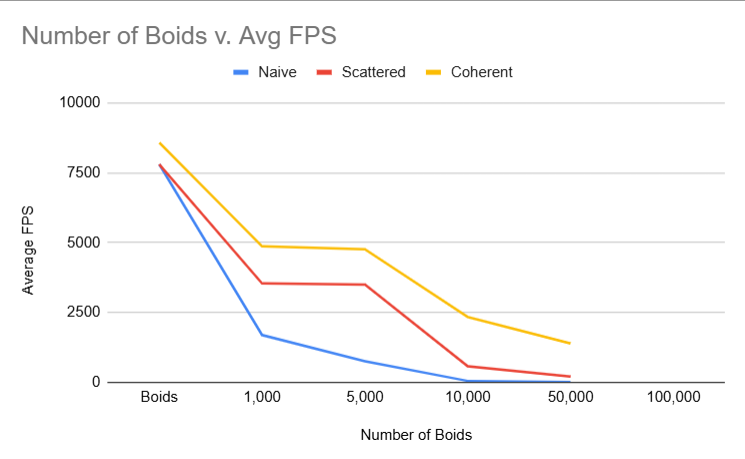 Number of Boids v. Avg FPS
Naive Scattered Coherent
10000
7500
5000
2500
0
Average FPS
Boids 1,000 5,000 10,000 50,000 100,000
Number of Boids